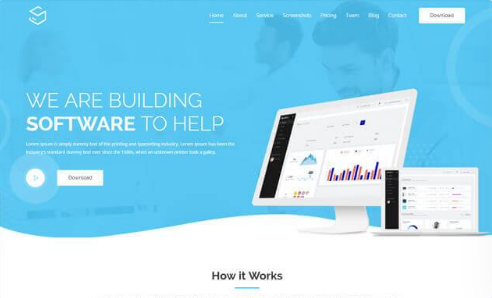 Home About Service Screenshots Pricing Team Blog Contact Download
WE ARE BUILDING
SOFTWARE TO HELP
Lorem Ipsum is simply dummy text of the printing and typesetting industry. Lorem Ipsum has been the
industry's standard dummy text ever since the 1500s, when an unknown printer took a galley.
Download
How it Works